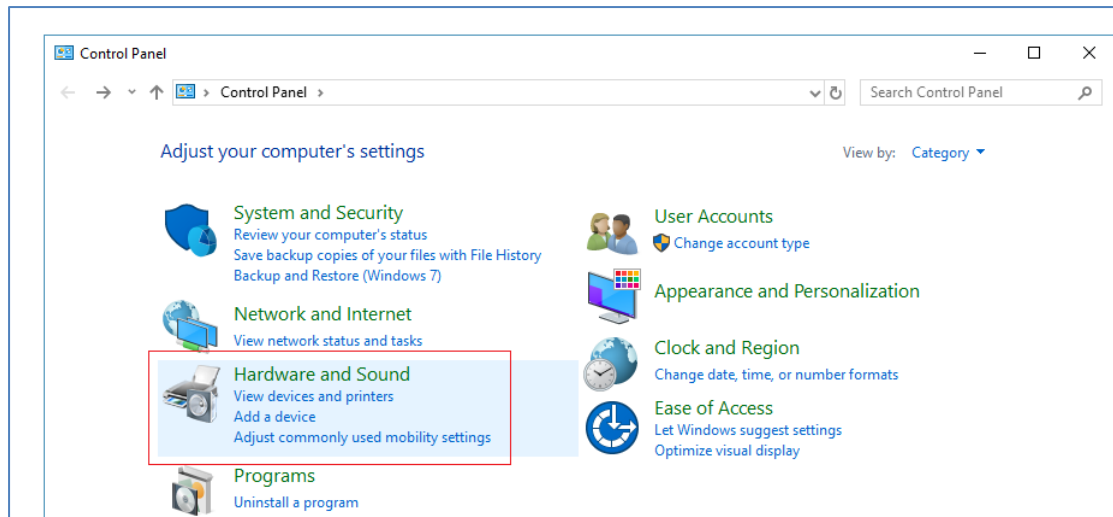 Control Panel
Control Panel
Search Control Panel
Adjust your computer's settings
View by: Category
System and Security
Review your computer's status
Save backup copies of your files with File History
Backup and Restore (Windows 7)
Network and Internet
View network status and tasks
Hardware and Sound
View devices and printers
Add a device
Adjust commonly used mobility settings
Programs
Uninstall a program
User Accounts
Change account type
Appearance and Personalization
Clock and Region
Change date, time, or number formats
Ease of Access
Let Windows suggest settings
Optimize visual display